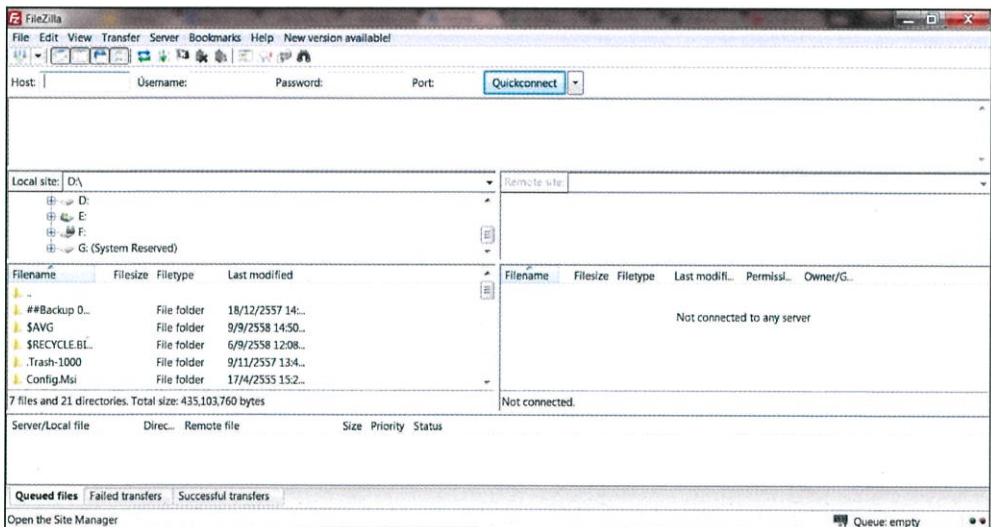 FileZilla
File Edit View Transfer Server Bookmarks Help New version available!
Host: Username: Password: Port: Quickconnect
Local site: D:\
Remote site:
D:
E:
F:
G: (System Reserved)
Filename Filesize Filetype Last modified
..
##Backup 0... File folder 18/12/2557 14:...
$AVG File folder 9/9/2558 14:50...
$RECYCLE.BI... File folder 6/9/2558 12:08...
.Trash-1000 File folder 9/11/2557 13:4...
Config.Msi File folder 17/4/2555 15:2...
7 files and 21 directories. Total size: 435,103,760 bytes
Filename Filesize Filetype Last modifi... Permissi... Owner/G...
Not connected to any server
Not connected.
Server/Local file Direc... Remote file Size Priority Status
Queued files Failed transfers Successful transfers
Open the Site Manager
Queue: empty